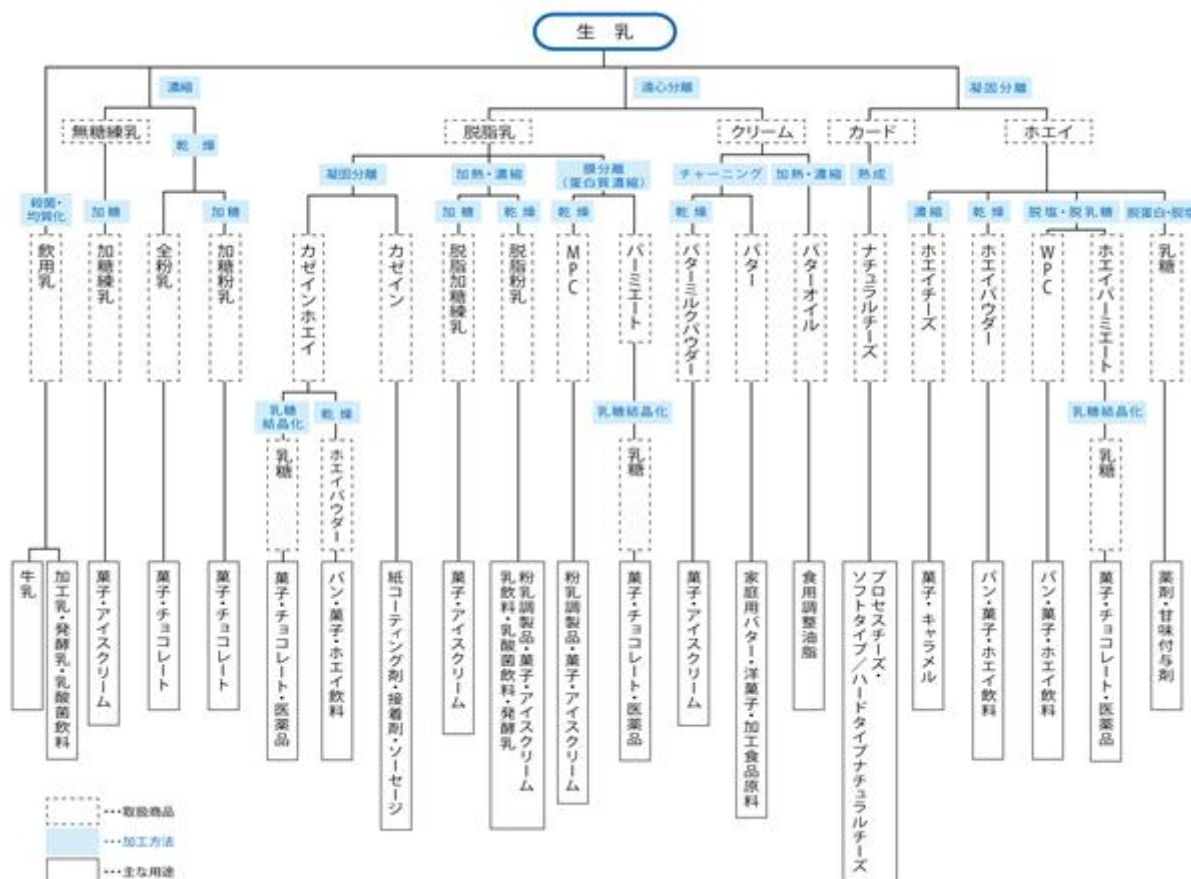 生 乳
濃縮
遠心分離
凝固分離
無糖練乳
脱脂乳
クリーム
カード
ホエイ
乾 燥
凝固分離
加熱・濃縮
膜分離
(蛋白質濃縮)
チャーニング
加熱・濃縮
熟成
殺菌・
均質化
加糖
加糖
加糖
乾 燥
乾 燥
乾 燥
濃縮
乾 燥
脱塩・脱乳糖
脱蛋白・脱塩
飲用乳
加糖練乳
全粉乳
加糖粉乳
カゼインホエイ
カゼイン
脱脂加糖練乳
脱脂粉乳
MPC
パーミエート
バターミルクパウダー
バター
バターオイル
ナチュラルチーズ
ホエイチーズ
ホエイパウダー
WPC
ホエイパーミエート
乳糖
乳糖
結晶化
乾 燥
乳糖結晶化
乳糖結晶化
乳糖
ホエイパウダー
乳糖
乳糖
牛乳
加工乳・発酵乳・乳酸菌飲料
菓子・アイスクリーム
菓子・チョコレート
菓子・チョコレート
菓子・チョコレート・医薬品
パン・菓子・ホエイ飲料
紙コーティング剤・接着剤・ソーセージ
菓子・アイスクリーム
粉乳調製品・菓子・アイスクリーム
乳飲料・乳酸菌飲料・発酵乳
粉乳調製品・菓子・アイスクリーム
菓子・チョコレート・医薬品
菓子・アイスクリーム
家庭用バター・洋菓子・加工食品原料
食用調整油脂
プロセスチーズ・
ソフトタイプ/ハードタイプナチュラルチーズ
菓子・キャラメル
パン・菓子・ホエイ飲料
パン・菓子・ホエイ飲料
菓子・チョコレート・医薬品
薬剤・甘味付与剤
…取扱商品
…加工方法
…主な用途